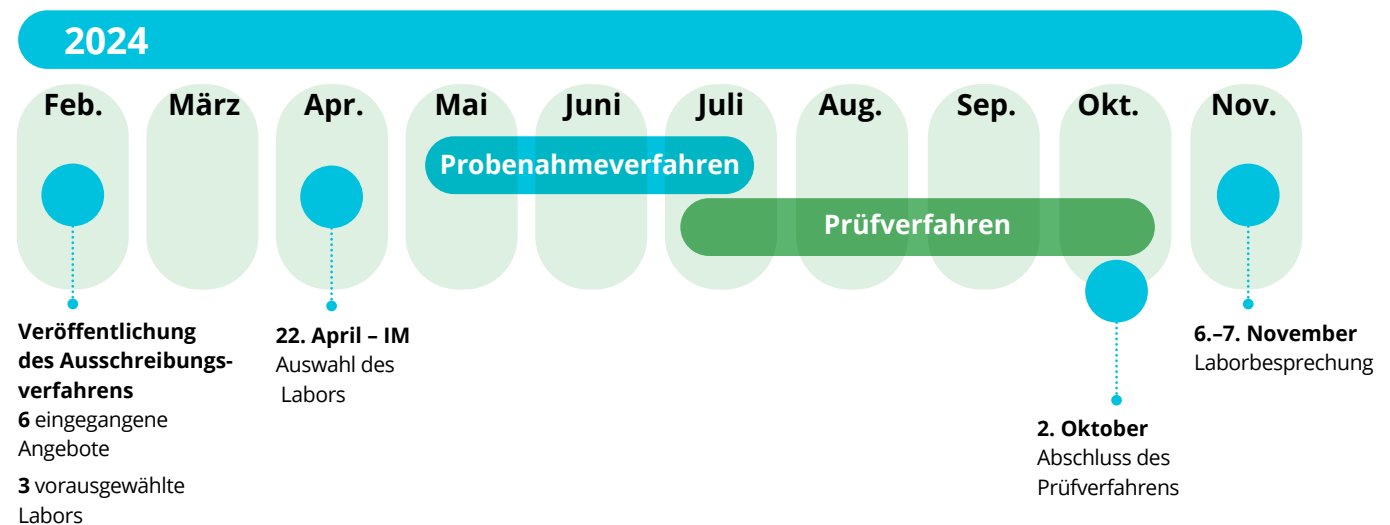 2024
Feb.
März
Apr.
Mai
Juni
Juli
Aug.
Sep.
Okt.
Nov.
Probenahmeverfahren
Prüfverfahren
Veröffentlichung
des Ausschreibungs-
verfahrens
6 eingegangene
Angebote
3 vorausgewählte
Labors
22. April – IM
Auswahl des
Labors
2. Oktober
Abschluss des
Prüfverfahrens
6.–7. November
Laborbesprechung